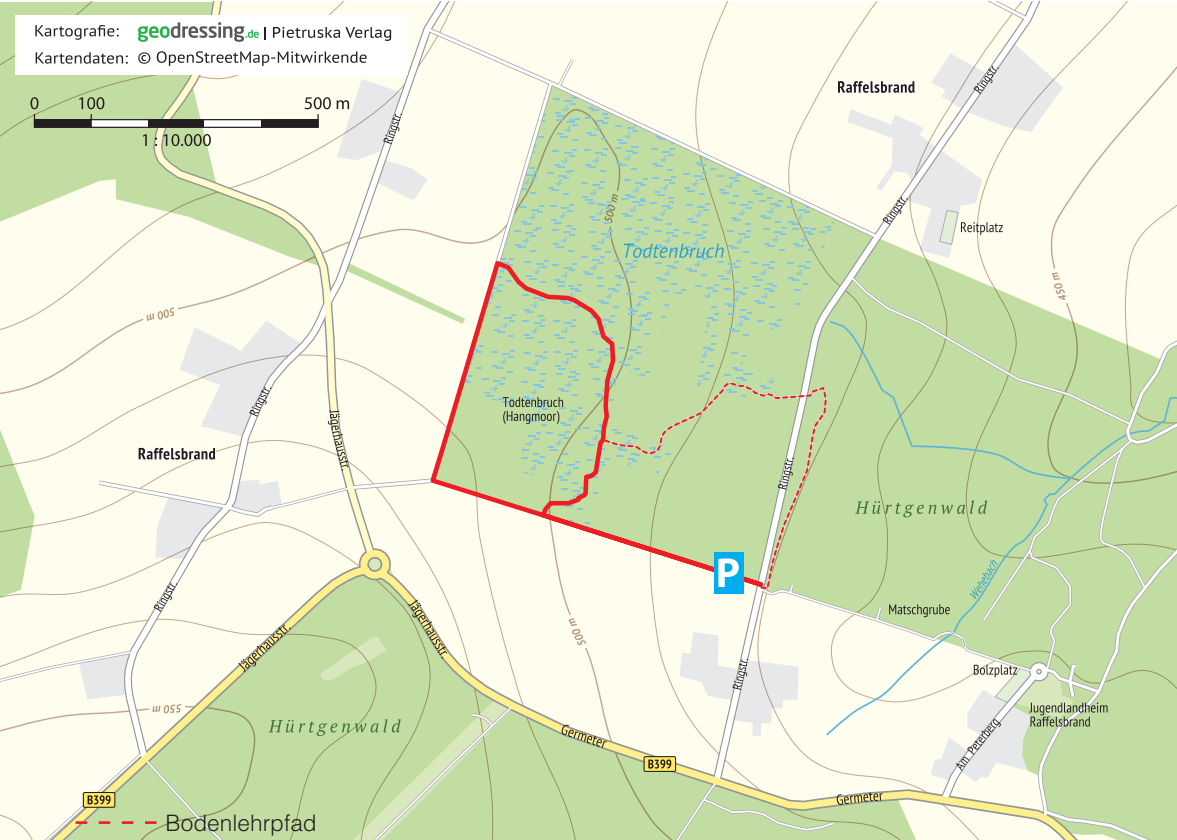 Kartografie: geodressing.de | Pietruska Verlag
Kartendaten: © OpenStreetMap-Mitwirkende
0 100 500 m
1 : 10.000
Ringstr.
Raffelsbrand
Ringstr.
Ringstr.
Reitplatz
500 m
Todtenbruch
450 m
500 m
Ringstr.
Jägerhausstr.
Todtenbruch
(Hangmoor)
Raffelsbrand
Ringstr.
Hürtgenwald
Wehebach
P
Ringstr.
Jägerhausstr.
Jägerhausstr.
500 m
Matschgrube
Ringstr.
Bolzplatz
Jugendlandheim
Raffelsbrand
Am Peterberg
550 m
Hürtgenwald
Germeter
B399
Germeter
B399
Bodenlehrpfad